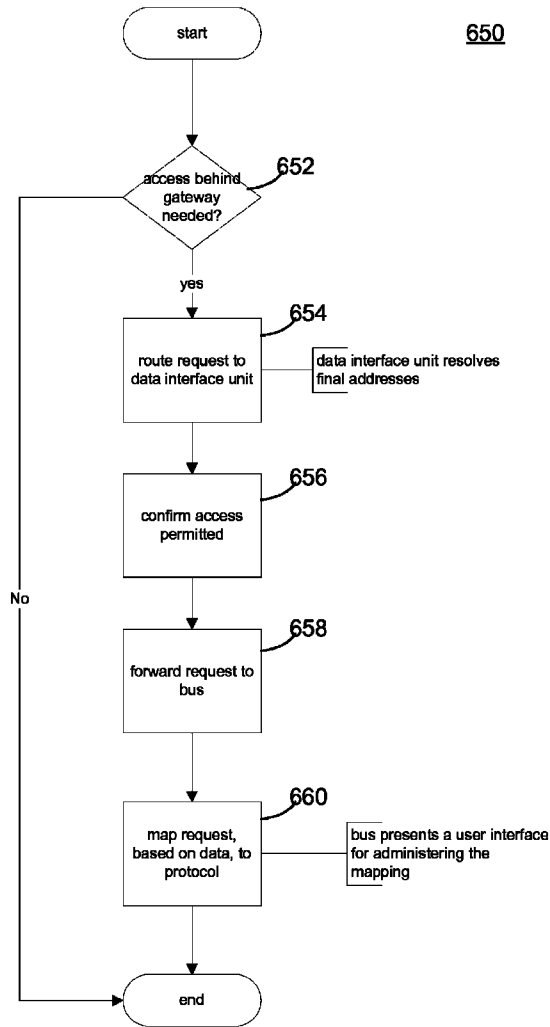 start
650
652
access behind
gateway
needed?
yes
654
route request to
data interface unit
data interface unit resolves
final addresses
656
confirm access
permitted
No
658
forward request to
bus
660
map request,
based on data, to
protocol
bus presents a user interface
for administering the
mapping
end